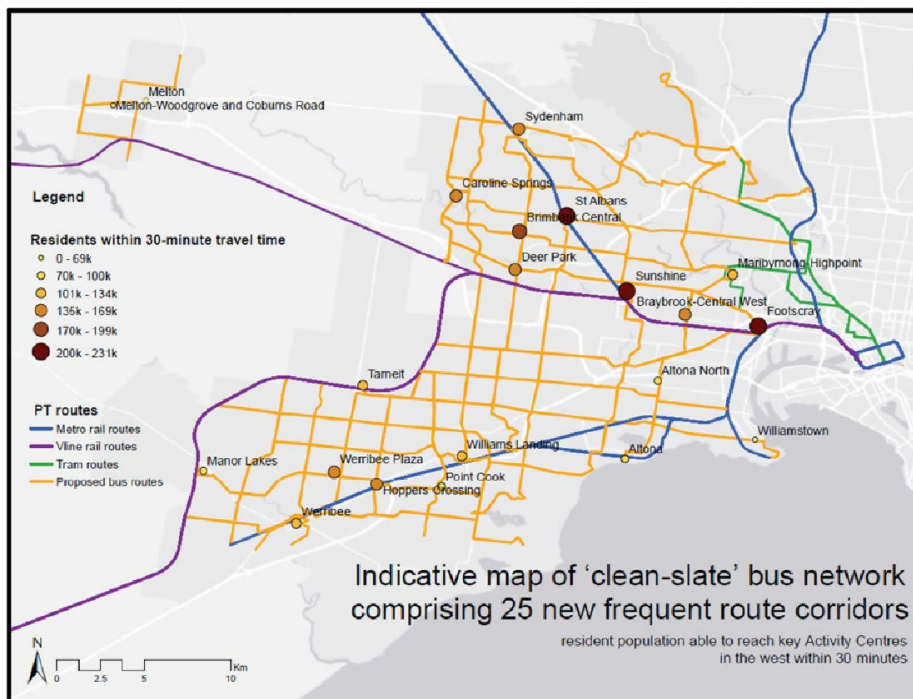 Melton
Melton-Woodgrove and Coburns Road
Sydenham
Legend
Caroline Springs
St Albans
Brimbank Central
Residents within 30-minute travel time
0 - 69k
70k - 100k
101k - 134k
135k - 169k
170k - 199k
200k - 231k
Deer Park
Maribyrnong-Highpoint
Sunshine
Braybrook-Central West
Footscray
Tarneit
Altona North
PT routes
Metro rail routes
Vline rail routes
Tram routes
Proposed bus routes
Williamstown
Williams Landing
Altona
Manor Lakes
Werribee Plaza
Point Cook
Hoppers Crossing
Werribee
Indicative map of ‘clean-slate’ bus network
comprising 25 new frequent route corridors
resident population able to reach key Activity Centres
in the west within 30 minutes
N
Km
0 2.5 5 10